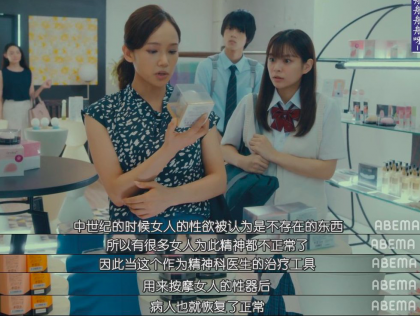 ABEMA
中世纪的时候女人的性欲被认为是不存在的东西
ABEMA
所以有很多女人为此精神都不正常了
ABEMA
因此当这个作为精神科医生的治疗工具
ABEMA
用来按摩女人的性器后
ABEMA
病人也就恢复了正常
ABEMA